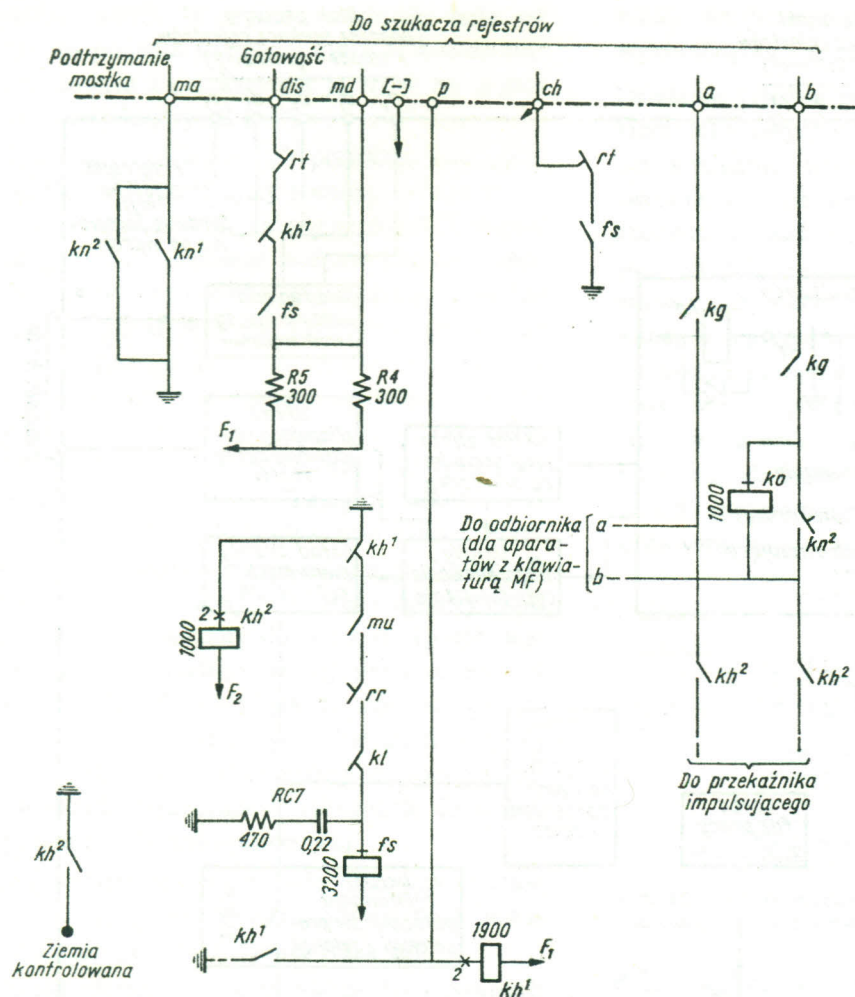 Do szukacza rejestrów
Podtrzymanie
mostka
Gotowość
ma
dis
md
[-]
p
ch
a
b
rt
rt
kh¹
fs
kn²
kn¹
fs
kg
kg
R5
300
R4
300
F₁
ko
1000
kn²
Do odbiornika
(dla apara-
tów z klawia-
turą MF)
a
b
kh¹
2
kh²
1000
F₂
mu
rr
kl
kh²
kh²
Do przekaźnika
impulsującego
RC7
470
0,22
fs
3200
kh²
Ziemia
kontrolowana
kh¹
2
1900
F₁
kh¹